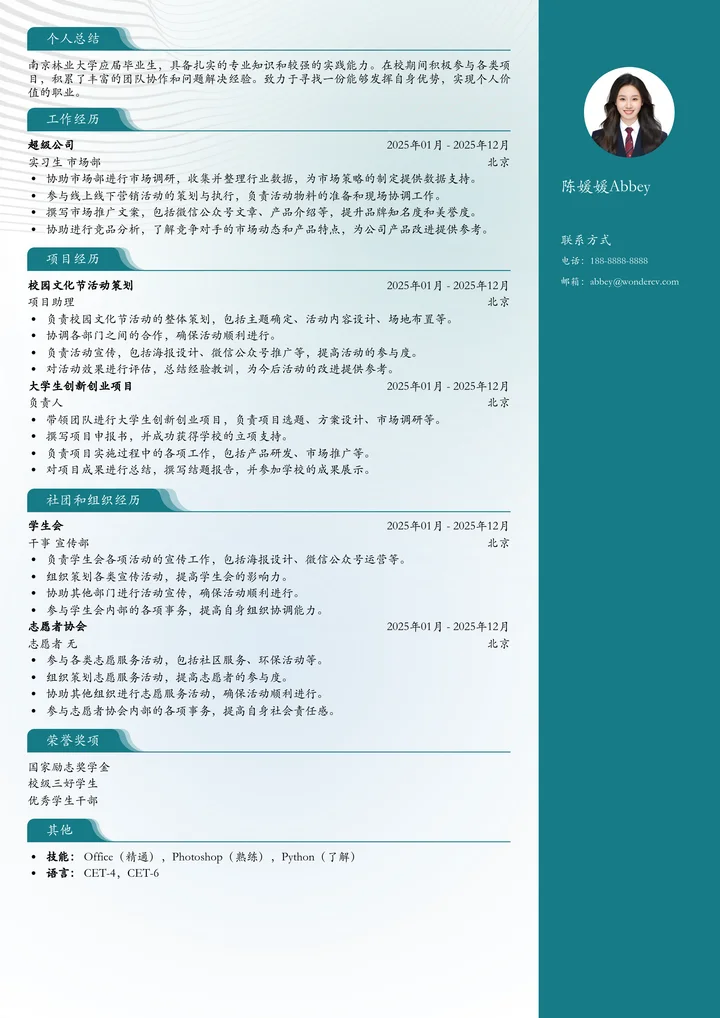 个人总结
南京林业大学应届毕业生，具备扎实的专业知识和较强的实践能力。在校期间积极参与各类项
目，积累了丰富的团队协作和问题解决经验。致力于寻找一份能够发挥自身优势，实现个人价
值的职业。
工作经历
超级公司 2025年01月 - 2025年12月
实习生 市场部 北京
• 协助市场部进行市场调研，收集并整理行业数据，为市场策略的制定提供数据支持。
• 参与线上线下营销活动的策划与执行，负责活动物料的准备和现场协调工作。
• 撰写市场推广文案，包括微信公众号文章、产品介绍等，提升品牌知名度和美誉度。
• 协助进行竞品分析，了解竞争对手的市场动态和产品特点，为公司产品改进提供参考。
项目经历
校园文化节活动策划 2025年01月 - 2025年12月
项目助理 北京
• 负责校园文化节活动的整体策划，包括主题确定、活动内容设计、场地布置等。
• 协调各部门之间的合作，确保活动顺利进行。
• 负责活动宣传，包括海报设计、微信公众号推广等，提高活动的参与度。
• 对活动效果进行评估，总结经验教训，为今后活动的改进提供参考。
大学生创新创业项目 2025年01月 - 2025年12月
负责人 北京
• 带领团队进行大学生创新创业项目，负责项目选题、方案设计、市场调研等。
• 撰写项目申报书，并成功获得学校的立项支持。
• 负责项目实施过程中的各项工作，包括产品研发、市场推广等。
• 对项目成果进行总结，撰写结题报告，并参加学校的成果展示。
社团和组织经历
学生会 2025年01月 - 2025年12月
干事 宣传部 北京
• 负责学生会各项活动的宣传工作，包括海报设计、微信公众号运营等。
• 组织策划各类宣传活动，提高学生会的影响力。
• 协助其他部门进行活动宣传，确保活动顺利进行。
• 参与学生会内部的各项事务，提高自身组织协调能力。
志愿者协会 2025年01月 - 2025年12月
志愿者 无 北京
• 参与各类志愿服务活动，包括社区服务、环保活动等。
• 组织策划志愿服务活动，提高志愿者的参与度。
• 协助其他组织进行志愿服务活动，确保活动顺利进行。
• 参与志愿者协会内部的各项事务，提高自身社会责任感。
荣誉奖项
国家励志奖学金
校级三好学生
优秀学生干部
其他
• 技能： Office（精通）, Photoshop（熟练）, Python（了解）
• 语言： CET-4，CET-6
陈媛媛Abbey
联系方式
电话：188-8888-8888
邮箱：abbey@wondercv.com